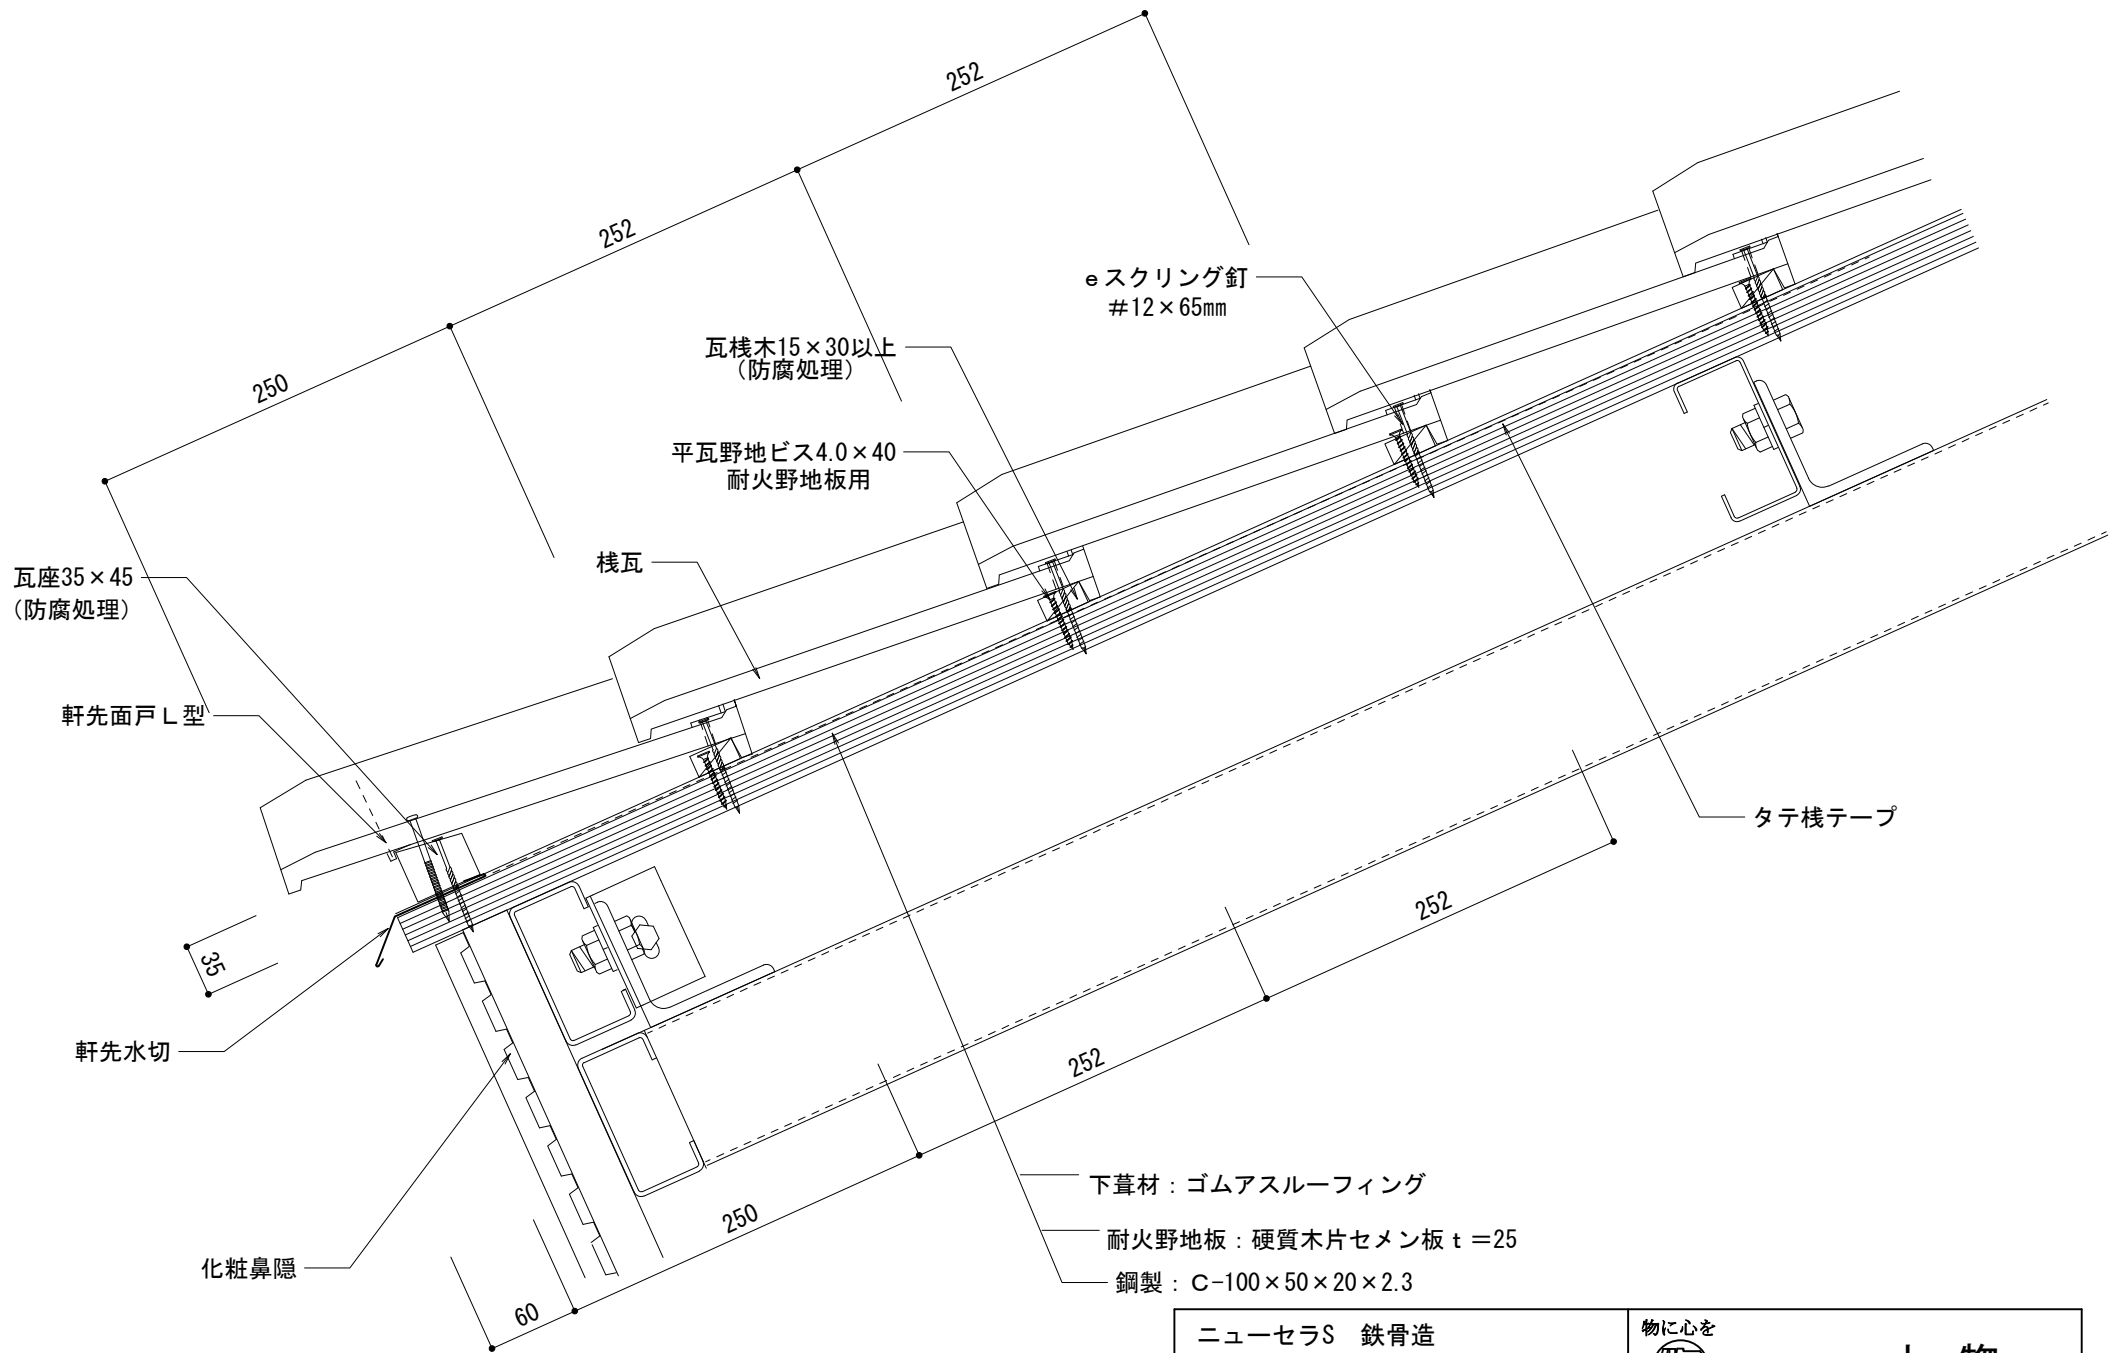 252
252
250
eスクリング釘
#12×65mm
瓦桟木15×30以上
(防腐処理)
平瓦野地ビス4.0×40
耐火野地板用
桟瓦
瓦座35×45
(防腐処理)
軒先面戸L型
35
軒先水切
化粧鼻隠
タテ桟テープ
252
252
250
60
下葺材：ゴムアスルーフィング
耐火野地板：硬質木片セメン板ｔ＝25
鋼製：C-100×50×20×2.3
ニューセラS　鉄骨造
物に心を